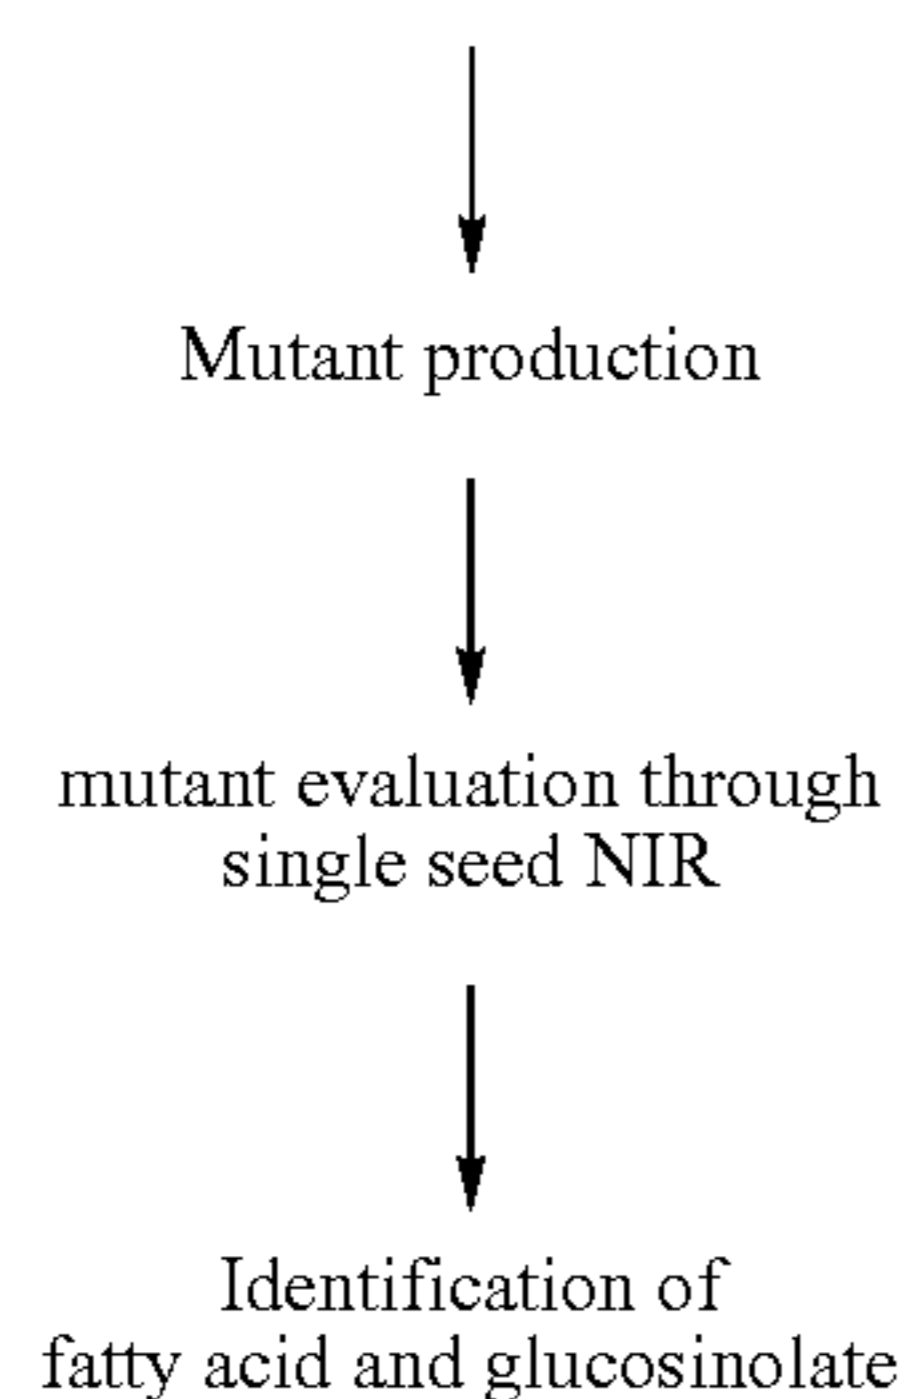 Mutant production
mutant evaluation through
single seed NIR
Identification of
fatty acid and glucosinolate